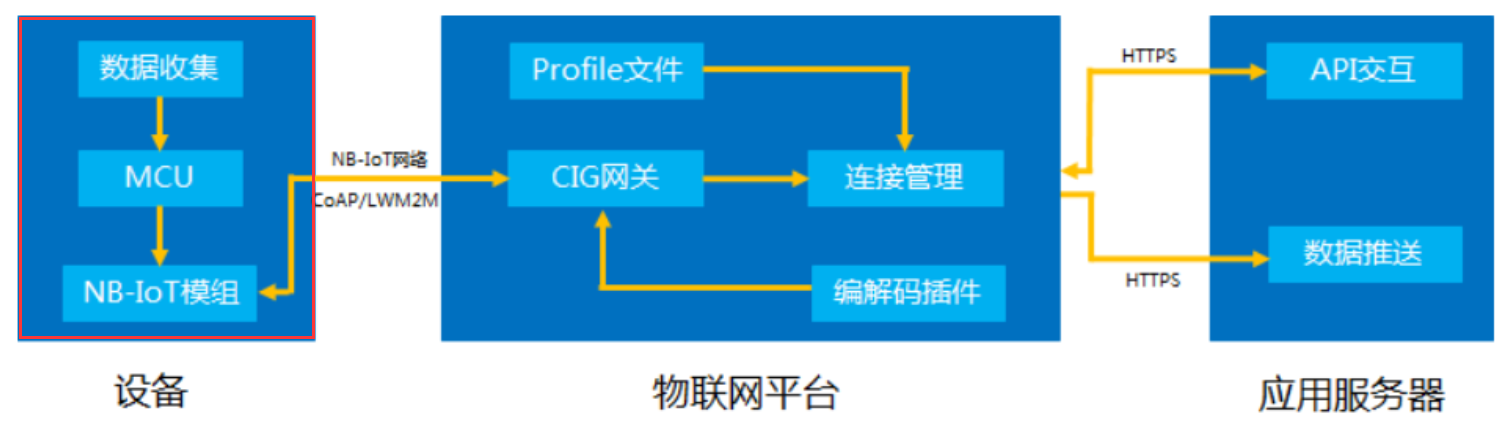 数据收集
MCU
NB-IoT模组
设备
NB-IoT网络
CoAP/LWM2M
Profile文件
CIG网关
连接管理
编解码插件
物联网平台
HTTPS
HTTPS
API交互
数据推送
应用服务器